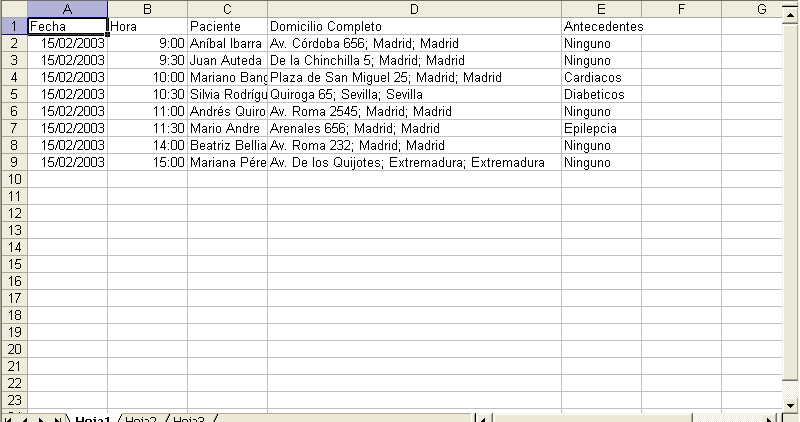 A B C D E F G
1 Fecha Hora Paciente Domicilio Completo Antecedentes
2 15/02/2003 9:00 Aníbal Ibarra Av. Córdoba 656; Madrid; Madrid Ninguno
3 15/02/2003 9:30 Juan Auteda De la Chinchilla 5; Madrid; Madrid Ninguno
4 15/02/2003 10:00 Mariano Bang Plaza de San Miguel 25; Madrid; Madrid Cardiacos
5 15/02/2003 10:30 Silvia Rodrígu Quiroga 65; Sevilla; Sevilla Diabeticos
6 15/02/2003 11:00 Andrés Quiro Av. Roma 2545; Madrid; Madrid Ninguno
7 15/02/2003 11:30 Mario Andre Arenales 656; Madrid; Madrid Epilepcia
8 15/02/2003 14:00 Beatriz Bellia Av. Roma 232; Madrid; Madrid Ninguno
9 15/02/2003 15:00 Mariana Pére Av. De los Quijotes; Extremadura; Extremadura Ninguno
10
11
12
13
14
15
16
17
18
19
20
21
22
23
Hoja1 Hoja2 Hoja3